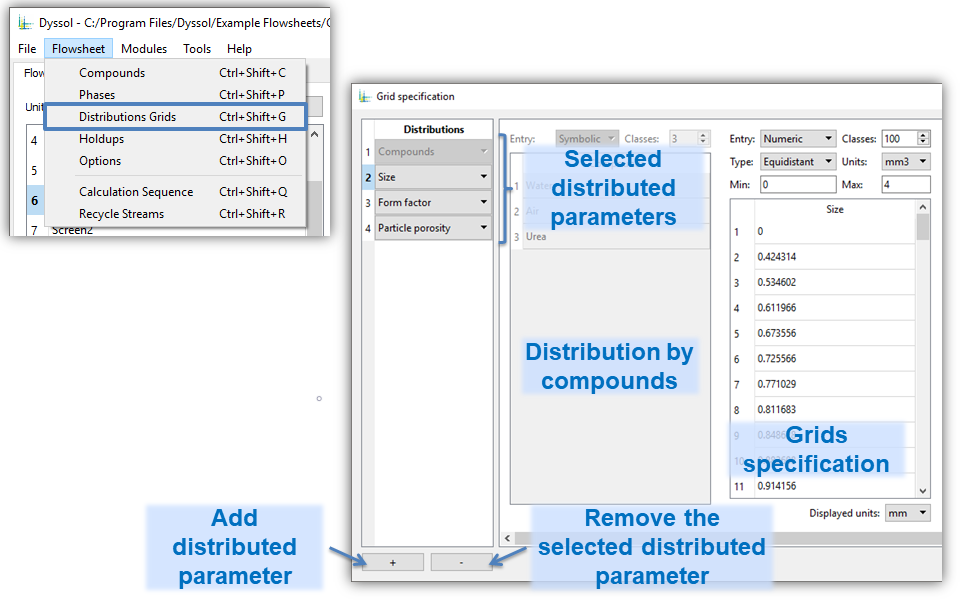 Dyssol - C:/Program Files/Dyssol/Example Flowsheets/
File Flowsheet Modules Tools Help
Flow
Compounds Ctrl+Shift+C
Phases Ctrl+Shift+P
Unit
Distributions Grids Ctrl+Shift+G
4
Holdups Ctrl+Shift+H
5
Options Ctrl+Shift+O
6
Calculation Sequence Ctrl+Shift+Q
Recycle Streams Ctrl+Shift+R
7 Screen2
Grid specification
Distributions
1 Compounds
2 Size
3 Form factor
4 Particle porosity
+ -
Entry: Symbolic Classes: 3
1 Water
2 Air
3 Urea
Selected
distributed
parameters
Distribution by
compounds
Entry: Numeric Classes: 100
Type: Equidistant Units: mm3
Min: 0 Max: 4
Size
1 0
2 0.424314
3 0.534602
4 0.611966
5 0.673556
6 0.725566
7 0.771029
8 0.811683
9
10
11 0.914156
Grids
specification
Displayed units: mm
Add
distributed
parameter
Remove the
selected distributed
parameter